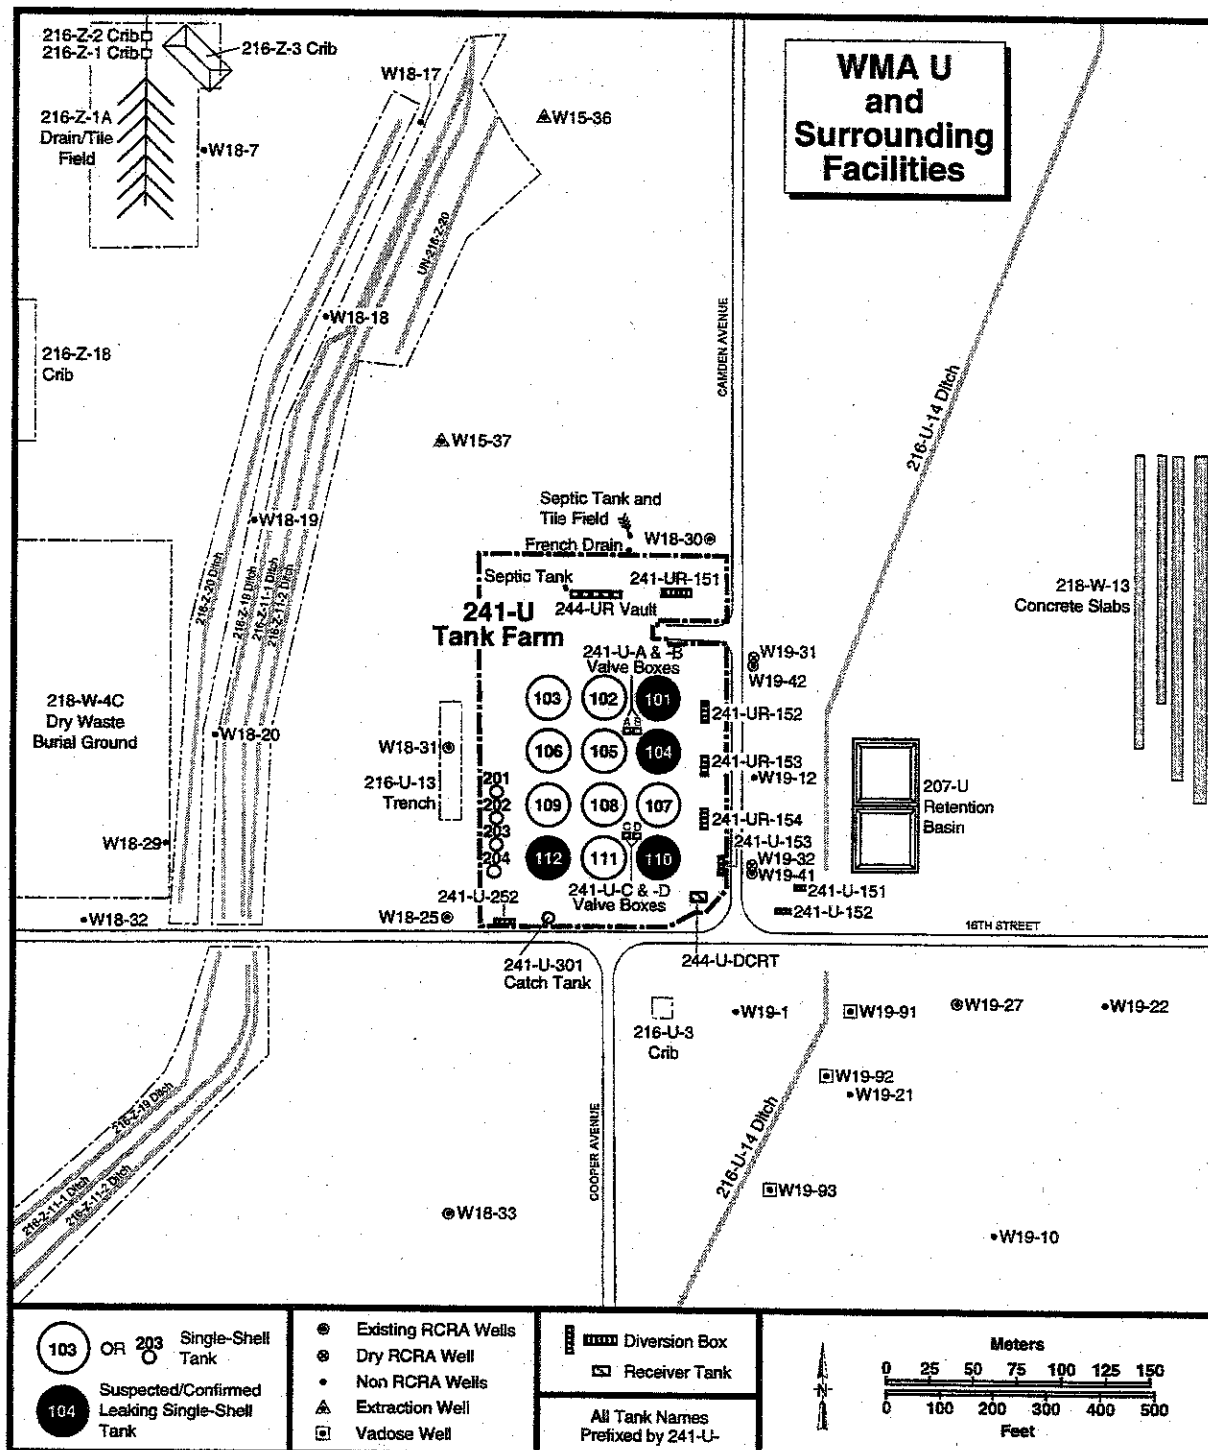 WMA U
and
Surrounding
Facilities
216-Z-2 Crib
216-Z-1 Crib
216-Z-3 Crib
W18-17
216-Z-1A
Drain/Tile
Field
W18-7
W15-36
UN-216-Z-20
W18-18
216-Z-18
Crib
CAMDEN AVENUE
216-U-14 Ditch
W15-37
Septic Tank and
Tile Field
French Drain
W18-30
W18-19
Septic Tank
241-UR-151
244-UR Vault
218-W-13
Concrete Slabs
216-Z-20 Ditch
216-Z-19 Ditch
216-Z-11-1 Ditch
216-Z-11-2 Ditch
241-U
Tank Farm
241-U-A & -B
Valve Boxes
W19-31
W19-42
103
102
101
A B
241-UR-152
218-W-4C
Dry Waste
Burial Ground
W18-20
W18-31
106
105
104
241-UR-153
W19-12
216-U-13
Trench
201
202
203
204
109
108
107
C D
241-UR-154
207-U
Retention
Basin
W18-29
112
111
110
241-U-153
W19-32
W19-41
241-U-151
241-U-152
241-U-252
241-U-C & -D
Valve Boxes
W18-32
W18-25
16TH STREET
241-U-301
Catch Tank
244-U-DCRT
216-U-3
Crib
W19-1
W19-91
W19-27
W19-22
W19-92
W19-21
216-Z-19 Ditch
216-Z-11-1 Ditch
216-Z-11-2 Ditch
COOPER AVENUE
216-U-14 Ditch
W19-93
W18-33
W19-10
103 OR 203 Single-Shell
Tank
104 Suspected/Confirmed
Leaking Single-Shell
Tank
Existing RCRA Wells
Dry RCRA Well
Non RCRA Wells
Extraction Well
Vadose Well
Diversion Box
Receiver Tank
All Tank Names
Prefixed by 241-U-
N
Meters
0 25 50 75 100 125 150
0 100 200 300 400 500
Feet